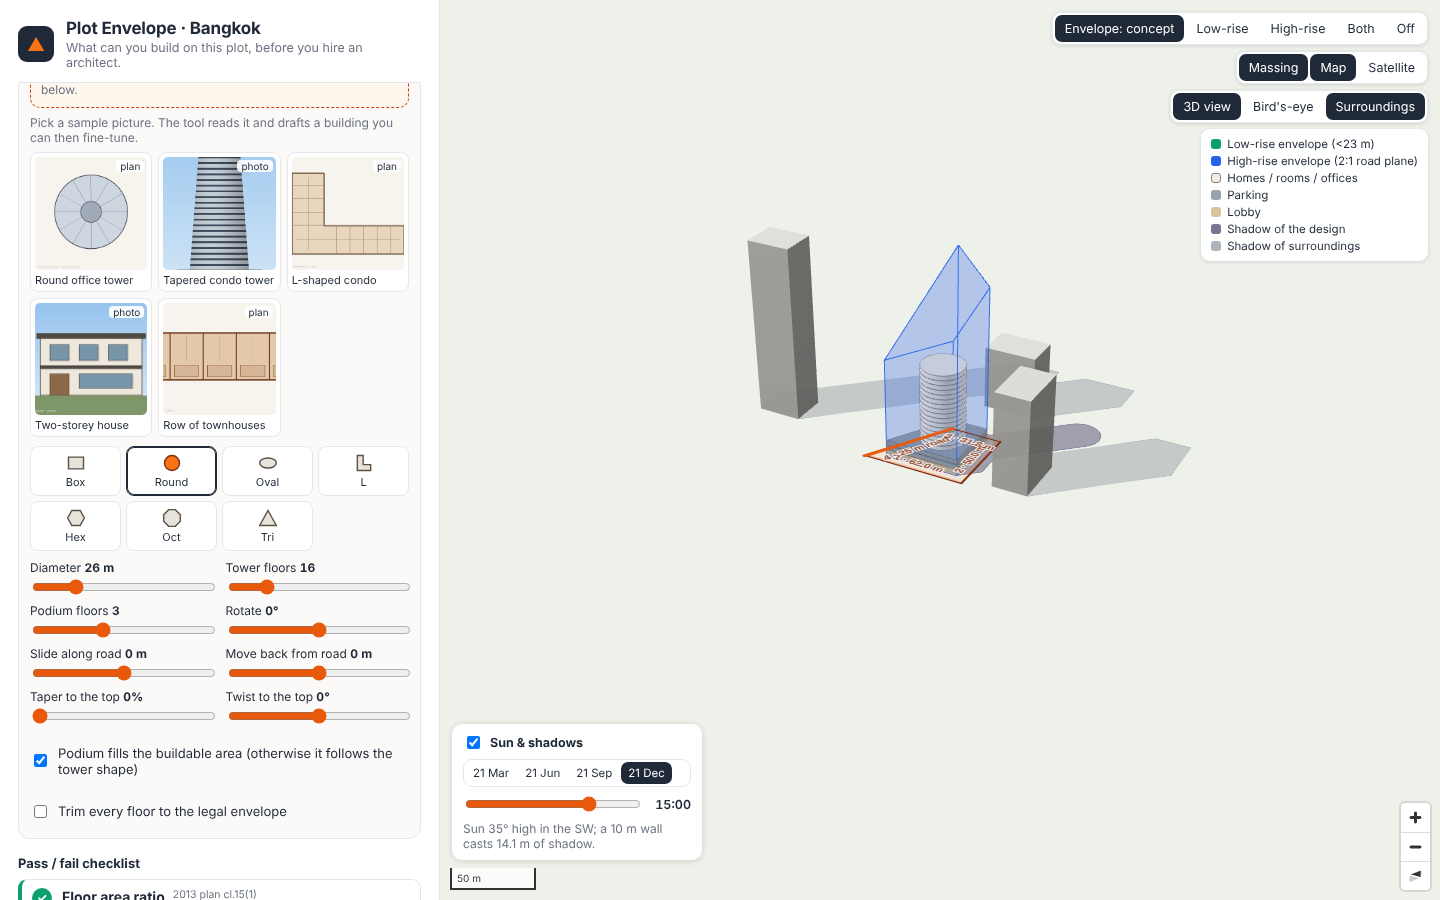 Plot Envelope · Bangkok
What can you build on this plot, before you hire an
architect.
below.
Pick a sample picture. The tool reads it and drafts a building you
can then fine-tune.
plan
photo
plan
Round office tower
Tapered condo tower
L-shaped condo
photo
plan
Two-storey house
Row of townhouses
Box
Round
Oval
L
Hex
Oct
Tri
Diameter 26 m
Tower floors 16
Podium floors 3
Rotate 0°
Slide along road 0 m
Move back from road 0 m
Taper to the top 0%
Twist to the top 0°
Podium fills the buildable area (otherwise it follows the
tower shape)
Trim every floor to the legal envelope
Pass / fail checklist
Floor area ratio 2013 plan cl.15(1)
Envelope: concept
Low-rise
High-rise
Both
Off
Massing
Map
Satellite
3D view
Bird's-eye
Surroundings
Low-rise envelope (<23 m)
High-rise envelope (2:1 road plane)
Homes / rooms / offices
Parking
Lobby
Shadow of the design
Shadow of surroundings
Sun & shadows
21 Mar
21 Jun
21 Sep
21 Dec
15:00
Sun 35° high in the SW; a 10 m wall
casts 14.1 m of shadow.
50 m